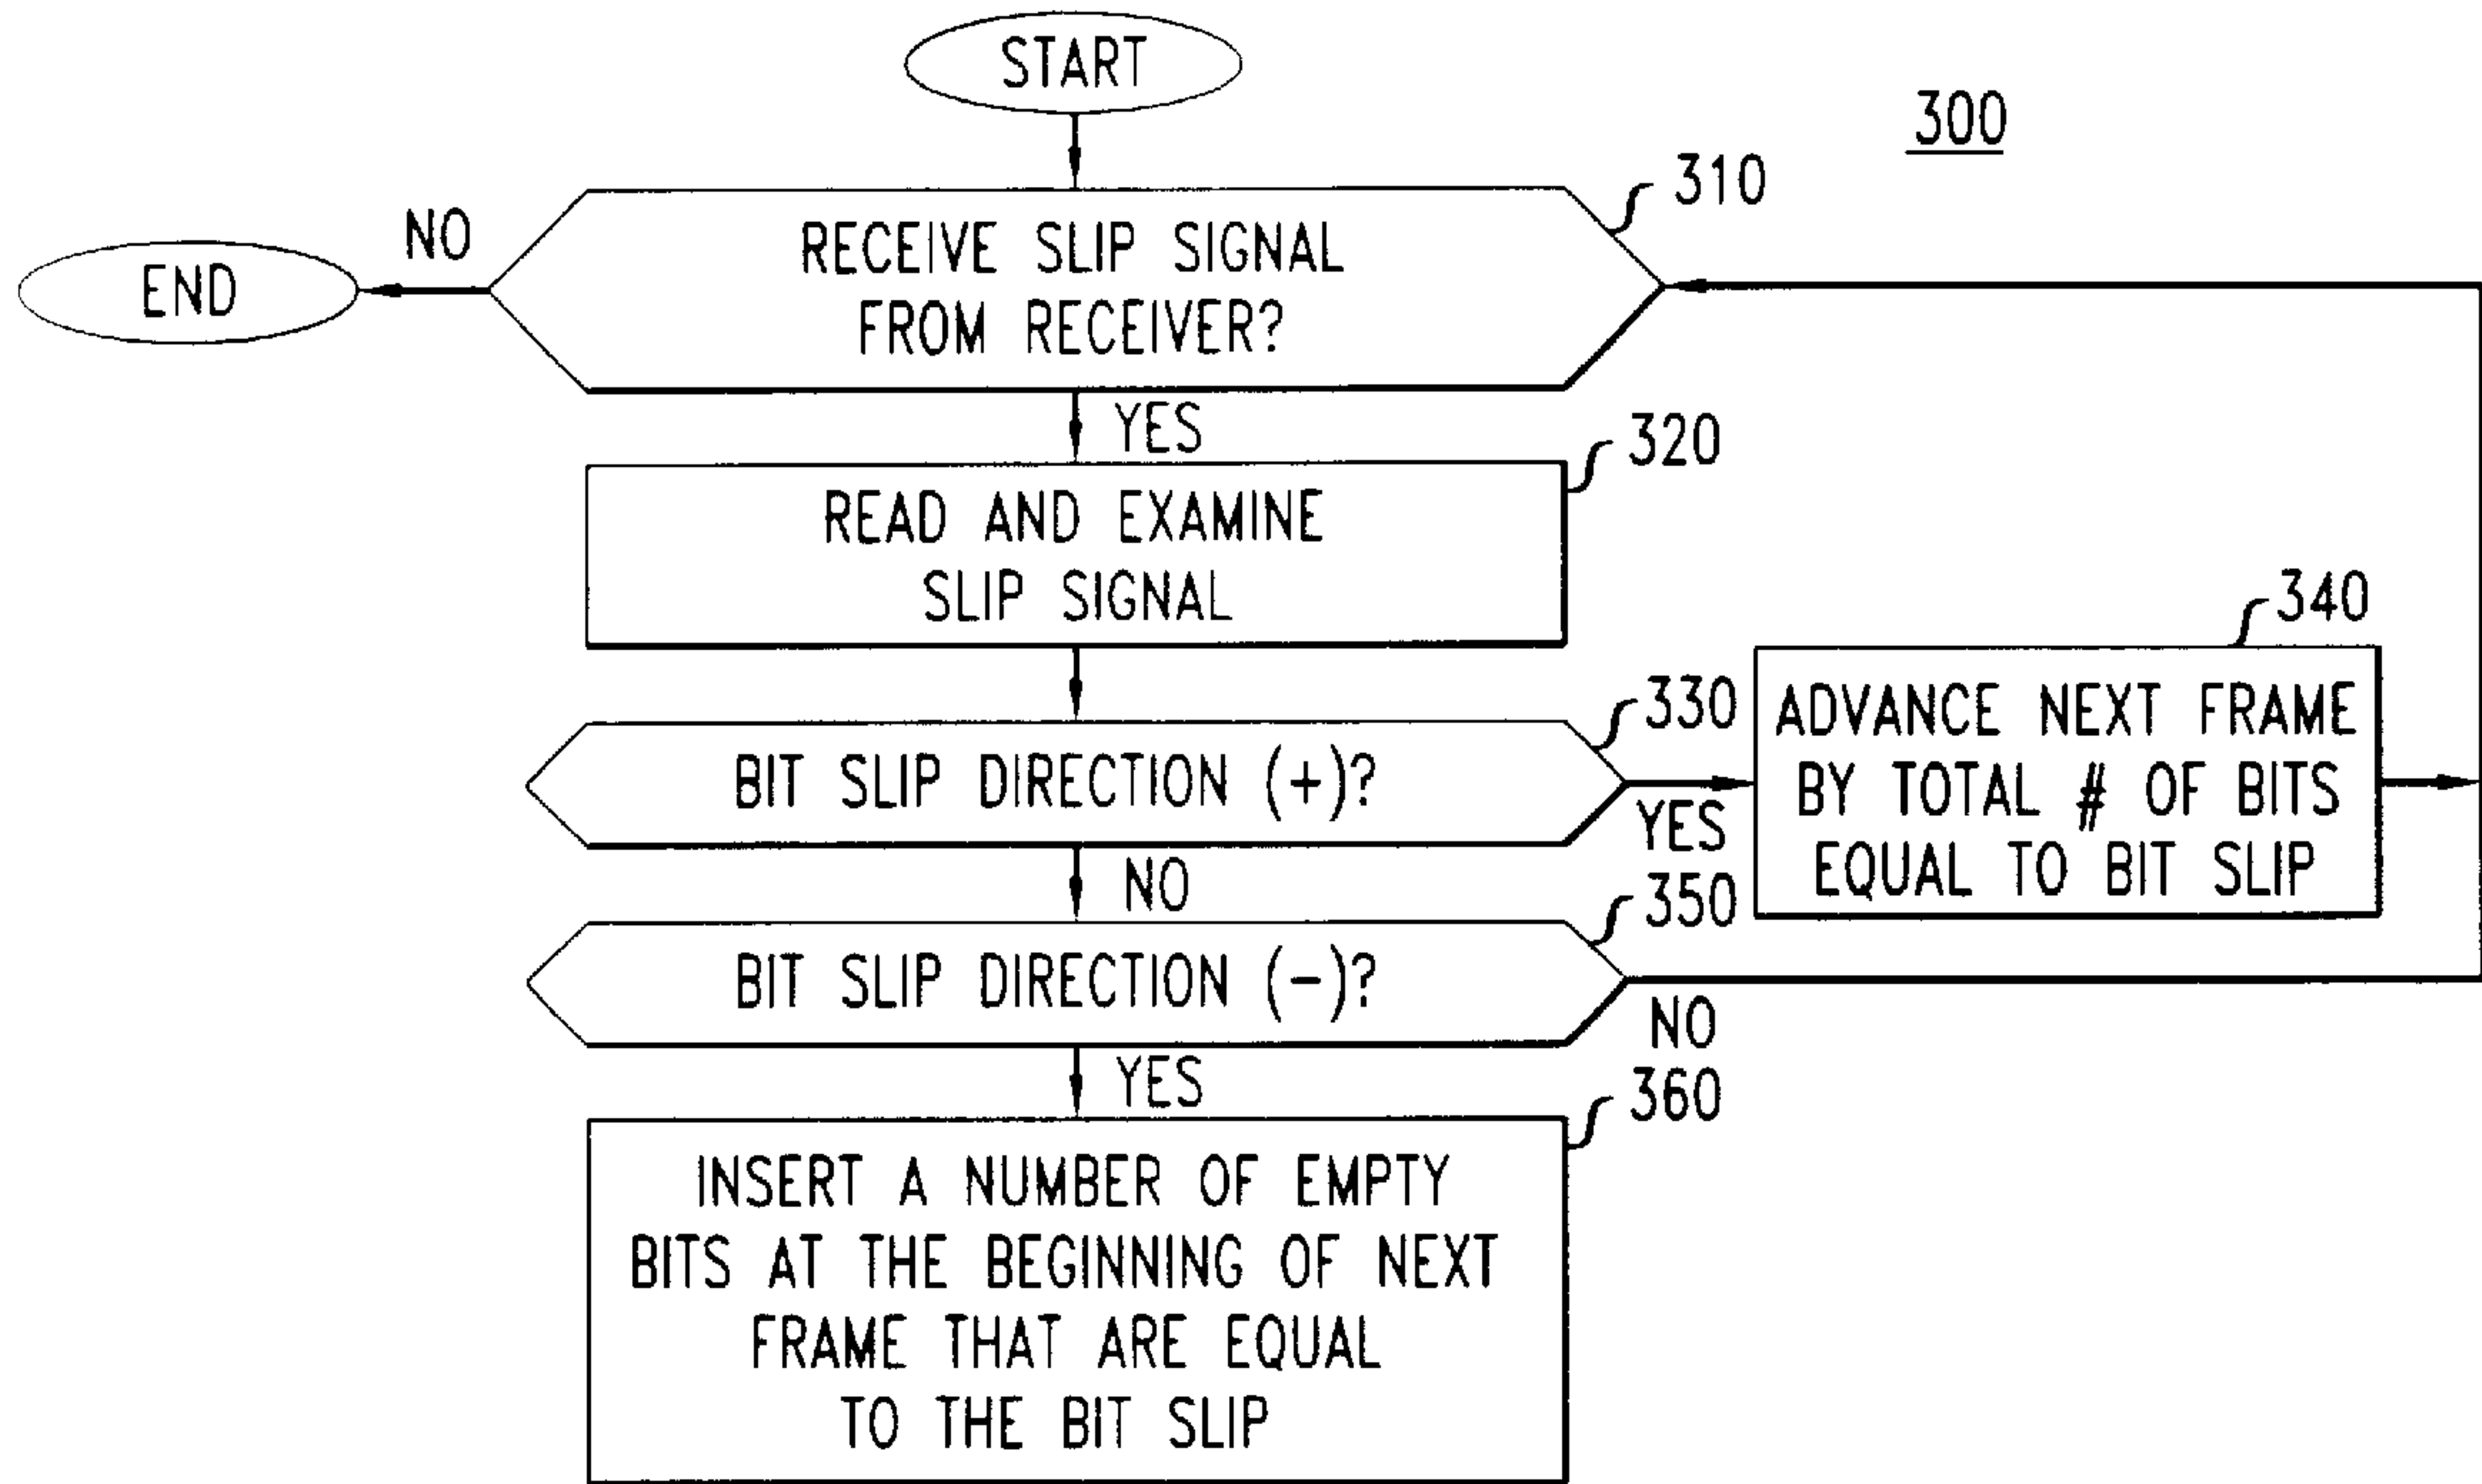 START
300
310
NO
RECEIVE SLIP SIGNAL
FROM RECEIVER?
END
YES
320
READ AND EXAMINE
SLIP SIGNAL
340
330
BIT SLIP DIRECTION (+)?
YES
ADVANCE NEXT FRAME
BY TOTAL # OF BITS
EQUAL TO BIT SLIP
NO
350
BIT SLIP DIRECTION (-)?
NO
YES
360
INSERT A NUMBER OF EMPTY
BITS AT THE BEGINNING OF NEXT
FRAME THAT ARE EQUAL
TO THE BIT SLIP